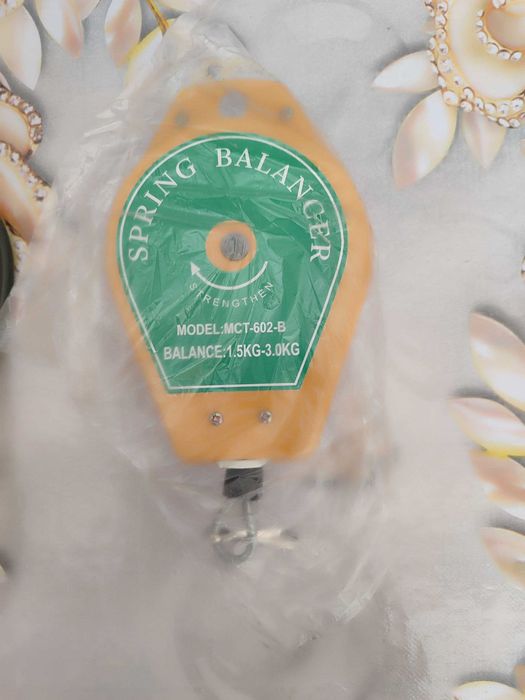 SPRING BALANCER
STRENGTHEN
MODEL:MCT-602-B
BALANCE:1.5KG-3.0KG